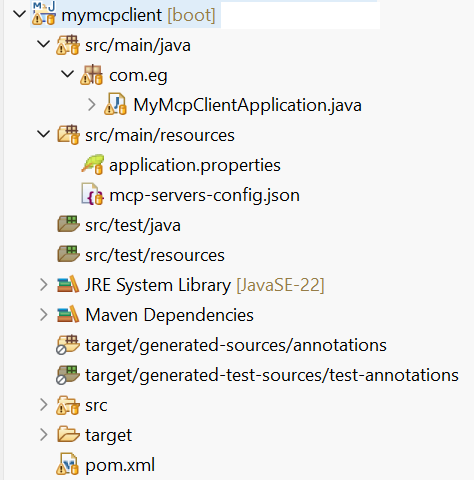 mymcpclient [boot]
src/main/java
com.eg
MyMcpClientApplication.java
src/main/resources
application.properties
mcp-servers-config.json
src/test/java
src/test/resources
JRE System Library [JavaSE-22]
Maven Dependencies
target/generated-sources/annotations
target/generated-test-sources/test-annotations
src
target
pom.xml